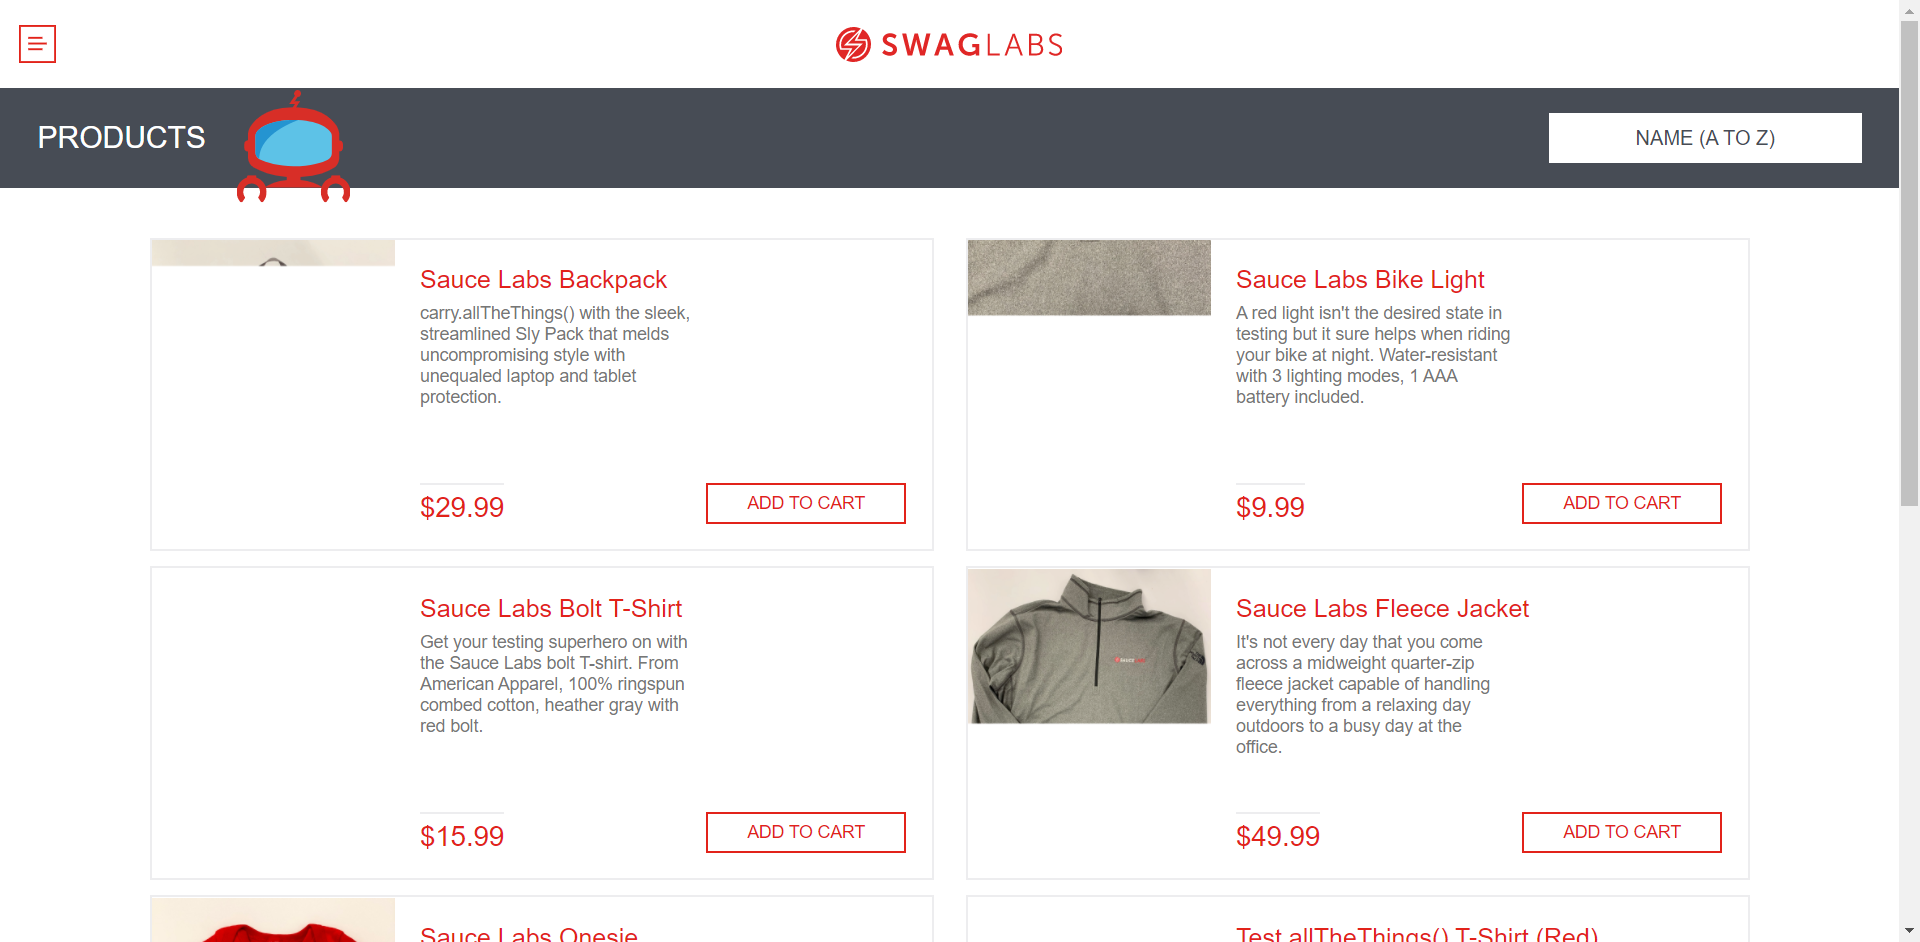 SWAGLABS
PRODUCTS
NAME (A TO Z)
Sauce Labs Backpack
carry.allTheThings() with the sleek,
streamlined Sly Pack that melds
uncompromising style with
unequaled laptop and tablet
protection.
$29.99
ADD TO CART
Sauce Labs Bike Light
A red light isn't the desired state in
testing but it sure helps when riding
your bike at night. Water-resistant
with 3 lighting modes, 1 AAA
battery included.
$9.99
ADD TO CART
Sauce Labs Bolt T-Shirt
Get your testing superhero on with
the Sauce Labs bolt T-shirt. From
American Apparel, 100% ringspun
combed cotton, heather gray with
red bolt.
$15.99
ADD TO CART
SAUCELABS
Sauce Labs Fleece Jacket
It's not every day that you come
across a midweight quarter-zip
fleece jacket capable of handling
everything from a relaxing day
outdoors to a busy day at the
office.
$49.99
ADD TO CART
Sauce Labs Onesie
Test.allTheThings() T-Shirt (Red)